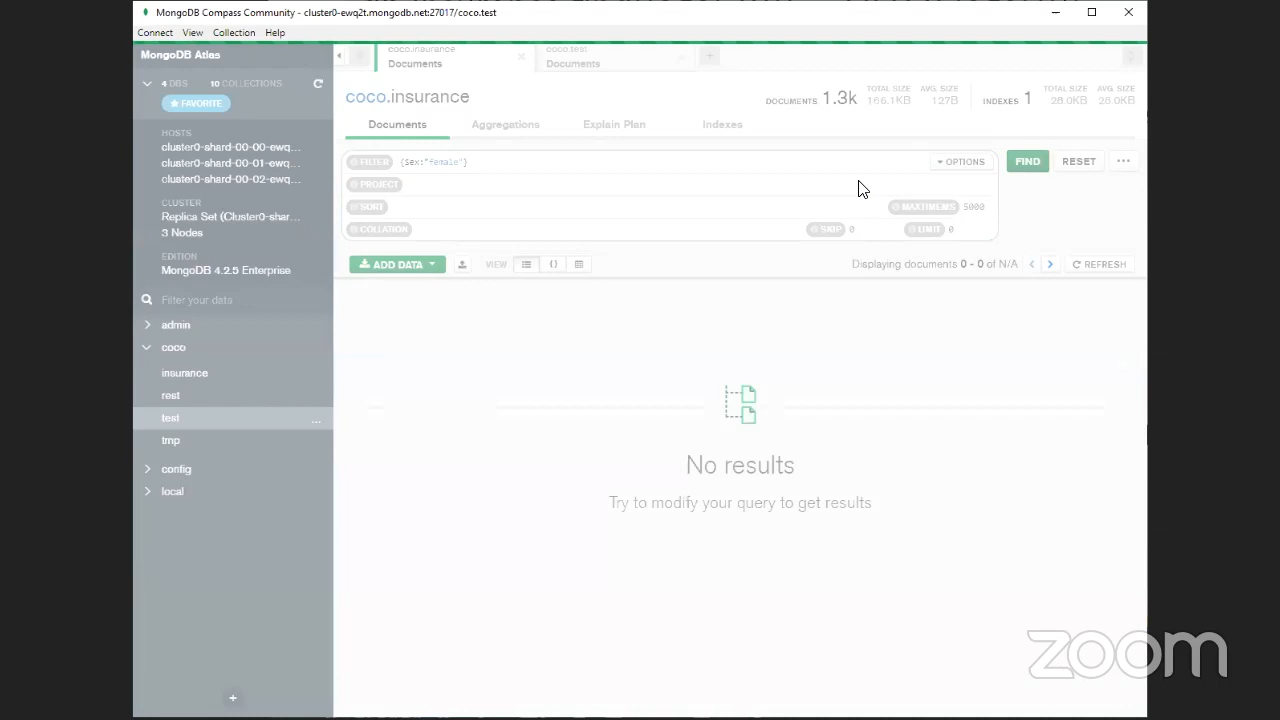 MongoDB Compass Community - cluster0-ewq2t.mongodb.net:27017/coco.test
Connect View Collection Help
MongoDB Atlas
coco.insurance
Documents
coco.test
Documents
4 DBS 10 COLLECTIONS
FAVORITE
HOSTS
cluster0-shard-00-00-ewq...
cluster0-shard-00-01-ewq...
cluster0-shard-00-02-ewq...
CLUSTER
Replica Set (Cluster0-shar...
3 Nodes
EDITION
MongoDB 4.2.5 Enterprise
Filter your data
admin
coco
insurance
rest
test ...
tmp
config
local
coco.insurance
DOCUMENTS 1.3k TOTAL SIZE 166.1KB AVG. SIZE 127B INDEXES 1 TOTAL SIZE 28.0KB AVG. SIZE 28.0KB
Documents Aggregations Explain Plan Indexes
FILTER {sex:"female"} OPTIONS FIND RESET ...
PROJECT
SORT MAXTIMEMS 5000
COLLATION SKIP 0 LIMIT 0
ADD DATA VIEW {} Displaying documents 0 - 0 of N/A < > REFRESH
No results
Try to modify your query to get results
zoom